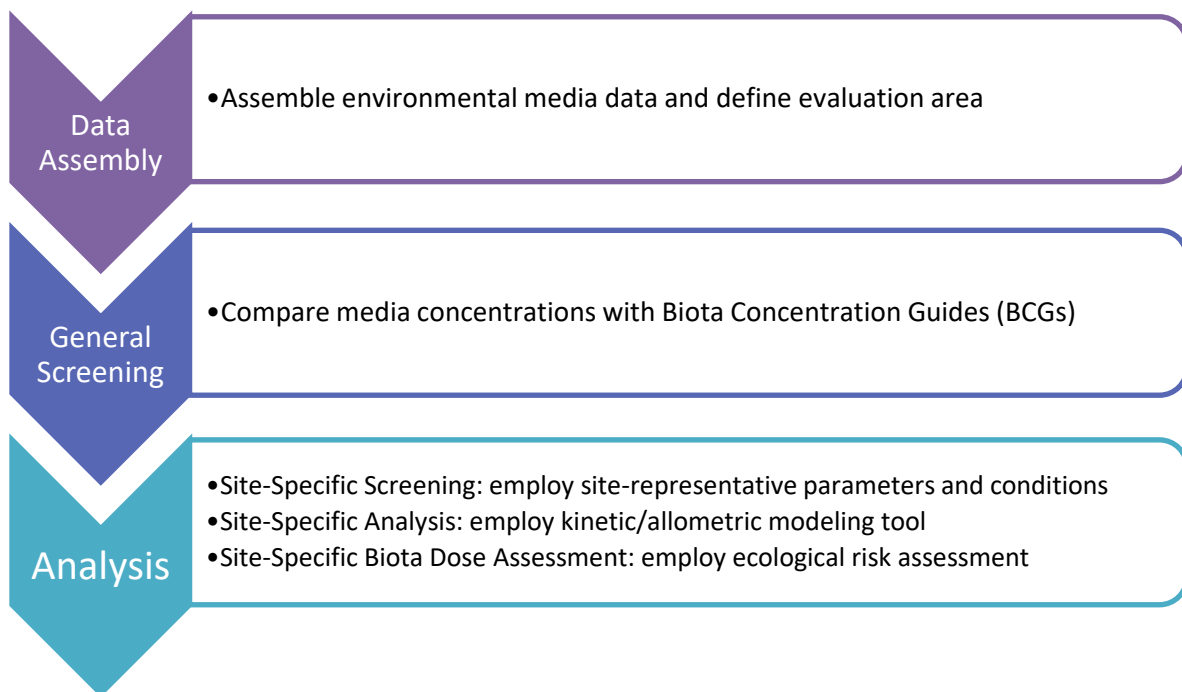 Data
Assembly
•Assemble environmental media data and define evaluation area
General
Screening
•Compare media concentrations with Biota Concentration Guides (BCGs)
Analysis
•Site-Specific Screening: employ site-representative parameters and conditions
•Site-Specific Analysis: employ kinetic/allometric modeling tool
•Site-Specific Biota Dose Assessment: employ ecological risk assessment